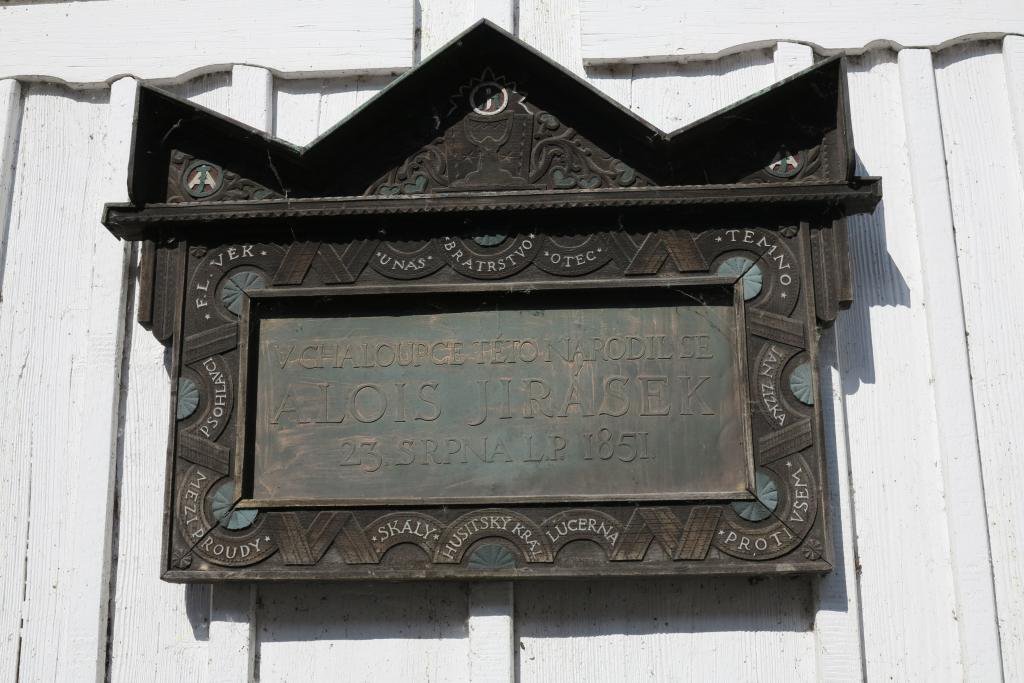 F.L. VĚK
U NÁS
BRATRSTVO
OTEC
TEMNO
PSOHLAVCI
JAN ŽIŽKA
V CHALOUPCE TÉTO NARODIL SE
ALOIS JIRÁSEK
23. SRPNA L.P. 1851.
MEZI PROUDY
SKÁLY
HUSITSKÝ KRÁL
LUCERNA
PROTI VŠEM